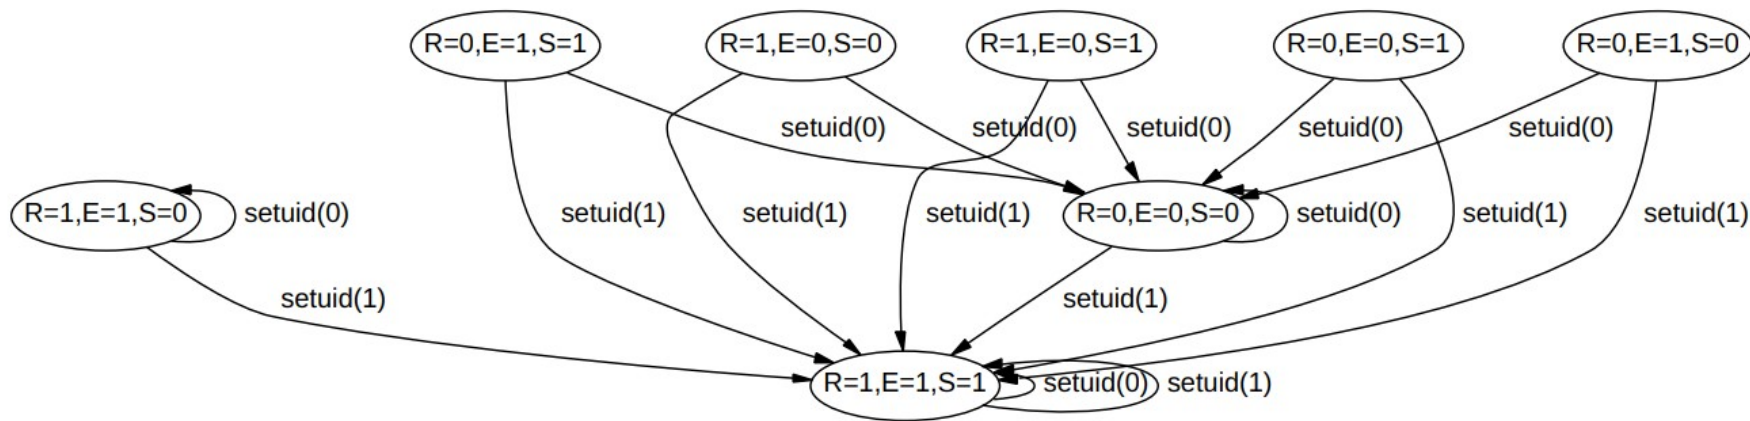 R=0,E=1,S=1
R=1,E=0,S=0
R=1,E=0,S=1
R=0,E=0,S=1
R=0,E=1,S=0
setuid(0)
setuid(0)
setuid(0)
setuid(0)
setuid(0)
R=1,E=1,S=0
setuid(0)
setuid(1)
setuid(1)
setuid(1)
R=0,E=0,S=0
setuid(0)
setuid(1)
setuid(1)
setuid(1)
setuid(1)
R=1,E=1,S=1
setuid(0)
setuid(1)